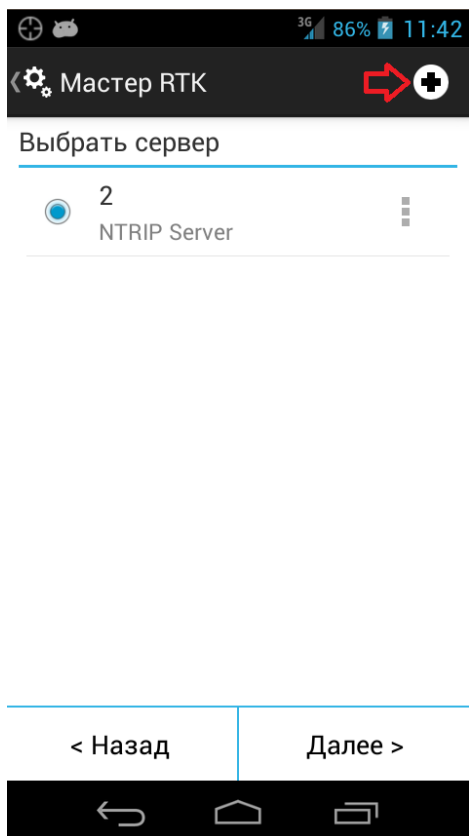 3G 86% 11:42
Мастер RTK
Выбрать сервер
2
NTRIP Server
< Назад
Далее >